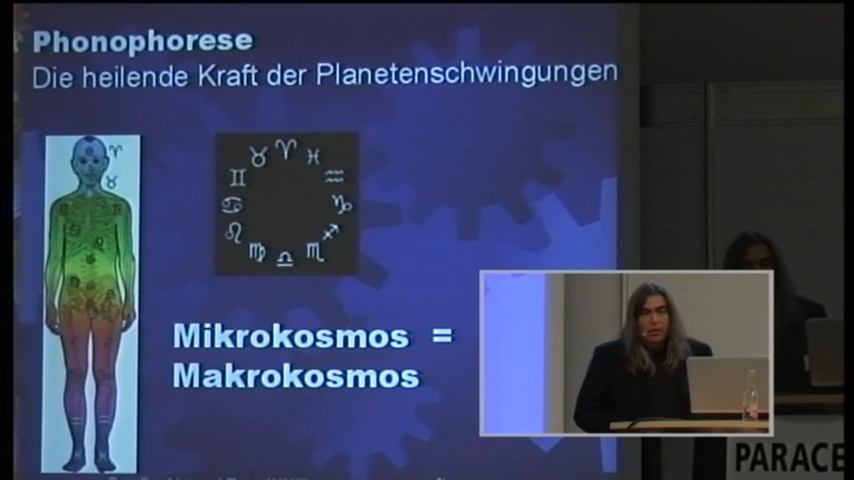 Phonophorese
Die heilende Kraft der Planetenschwingungen
Mikrokosmos =
Makrokosmos
PARACE